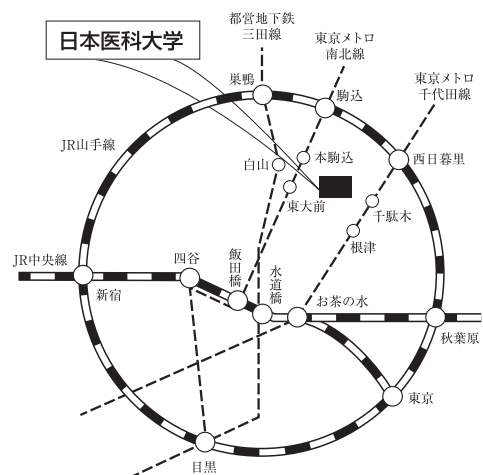 都営地下鉄
三田線
日本医科大学
東京メトロ
南北線
東京メトロ
千代田線
巣鴨
駒込
JR山手線
白山
本駒込
西日暮里
東大前
千駄木
根津
JR中央線
四谷
飯田橋
水道橋
新宿
お茶の水
秋葉原
東京
目黒